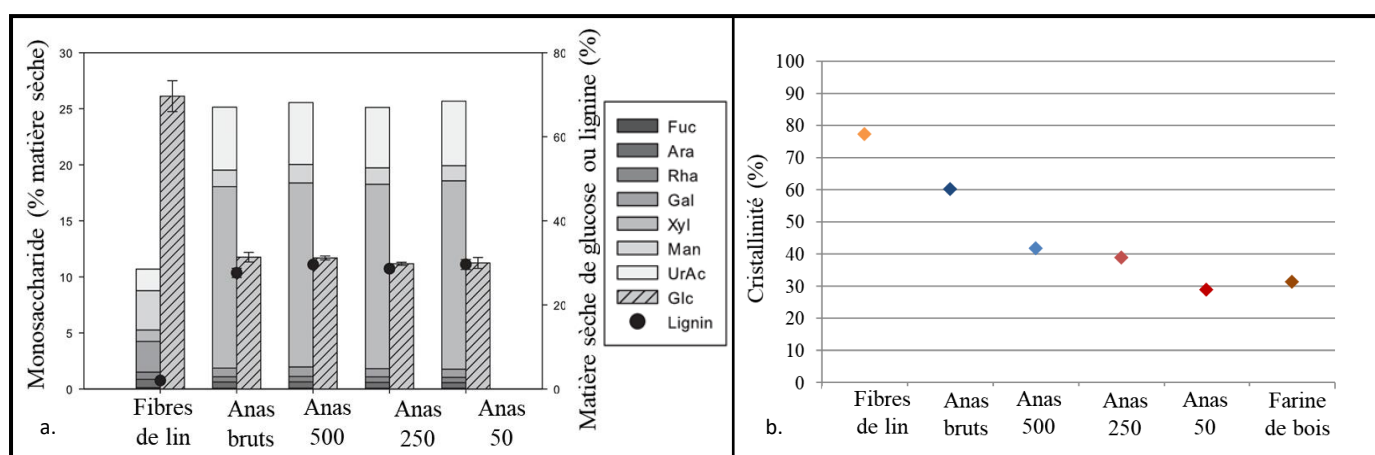 Monosaccharide (% matière sèche)
30
25
20
15
10
5
0
80
60
40
20
0
Matière sèche de glucose ou lignine (%)
Fuc
Ara
Rha
Gal
Xyl
Man
UrAc
Glc
Lignin
Fibres
de lin
Anas
bruts
Anas
500
Anas
250
Anas
50
a.
Cristallinité (%)
100
90
80
70
60
50
40
30
20
10
0
Fibres
de lin
Anas
bruts
Anas
500
Anas
250
Anas
50
Farine
de bois
b.